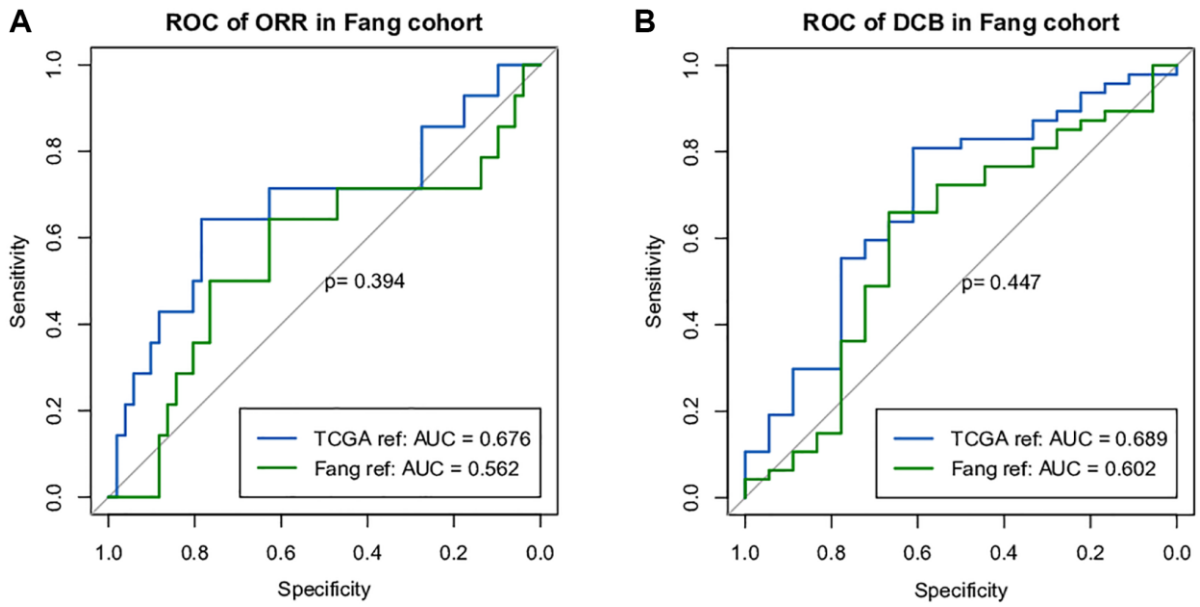 A
ROC of ORR in Fang cohort
Sensitivity
1.0
0.8
0.6
0.4
0.2
0.0
p= 0.394
TCGA ref: AUC = 0.676
Fang ref: AUC = 0.562
1.0 0.8 0.6 0.4 0.2 0.0
Specificity
B
ROC of DCB in Fang cohort
Sensitivity
1.0
0.8
0.6
0.4
0.2
0.0
p= 0.447
TCGA ref: AUC = 0.689
Fang ref: AUC = 0.602
1.0 0.8 0.6 0.4 0.2 0.0
Specificity